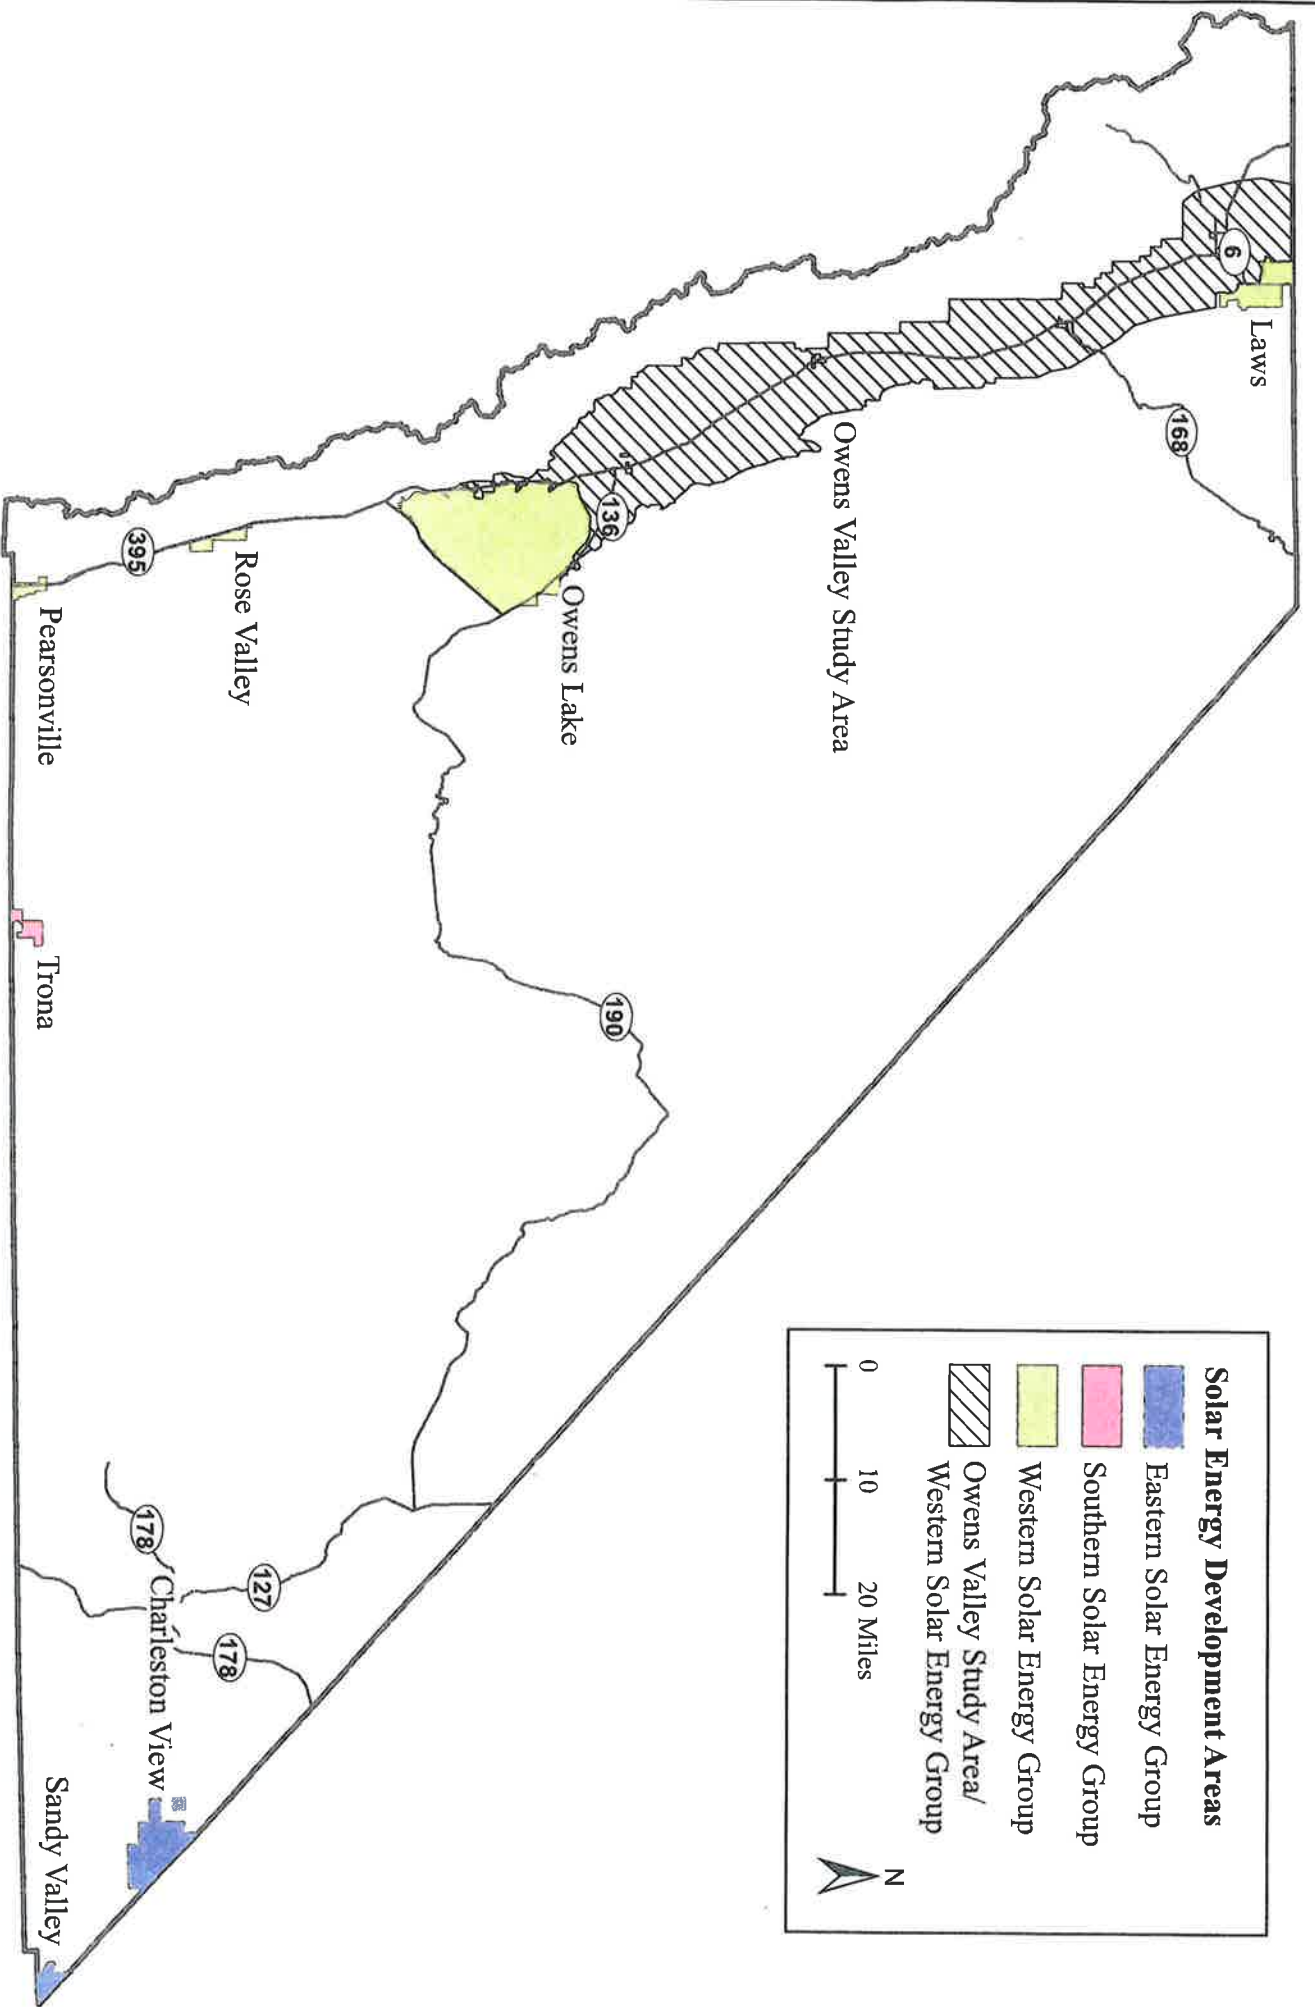 Solar Energy Development Areas
Eastern Solar Energy Group
Southern Solar Energy Group
Western Solar Energy Group
Owens Valley Study Area/
Western Solar Energy Group
0 10 20 Miles
N
Laws
6
168
Owens Valley Study Area
136
Owens Lake
190
Rose Valley
395
Pearsonville
Trona
127
178
178
Charleston View
Sandy Valley